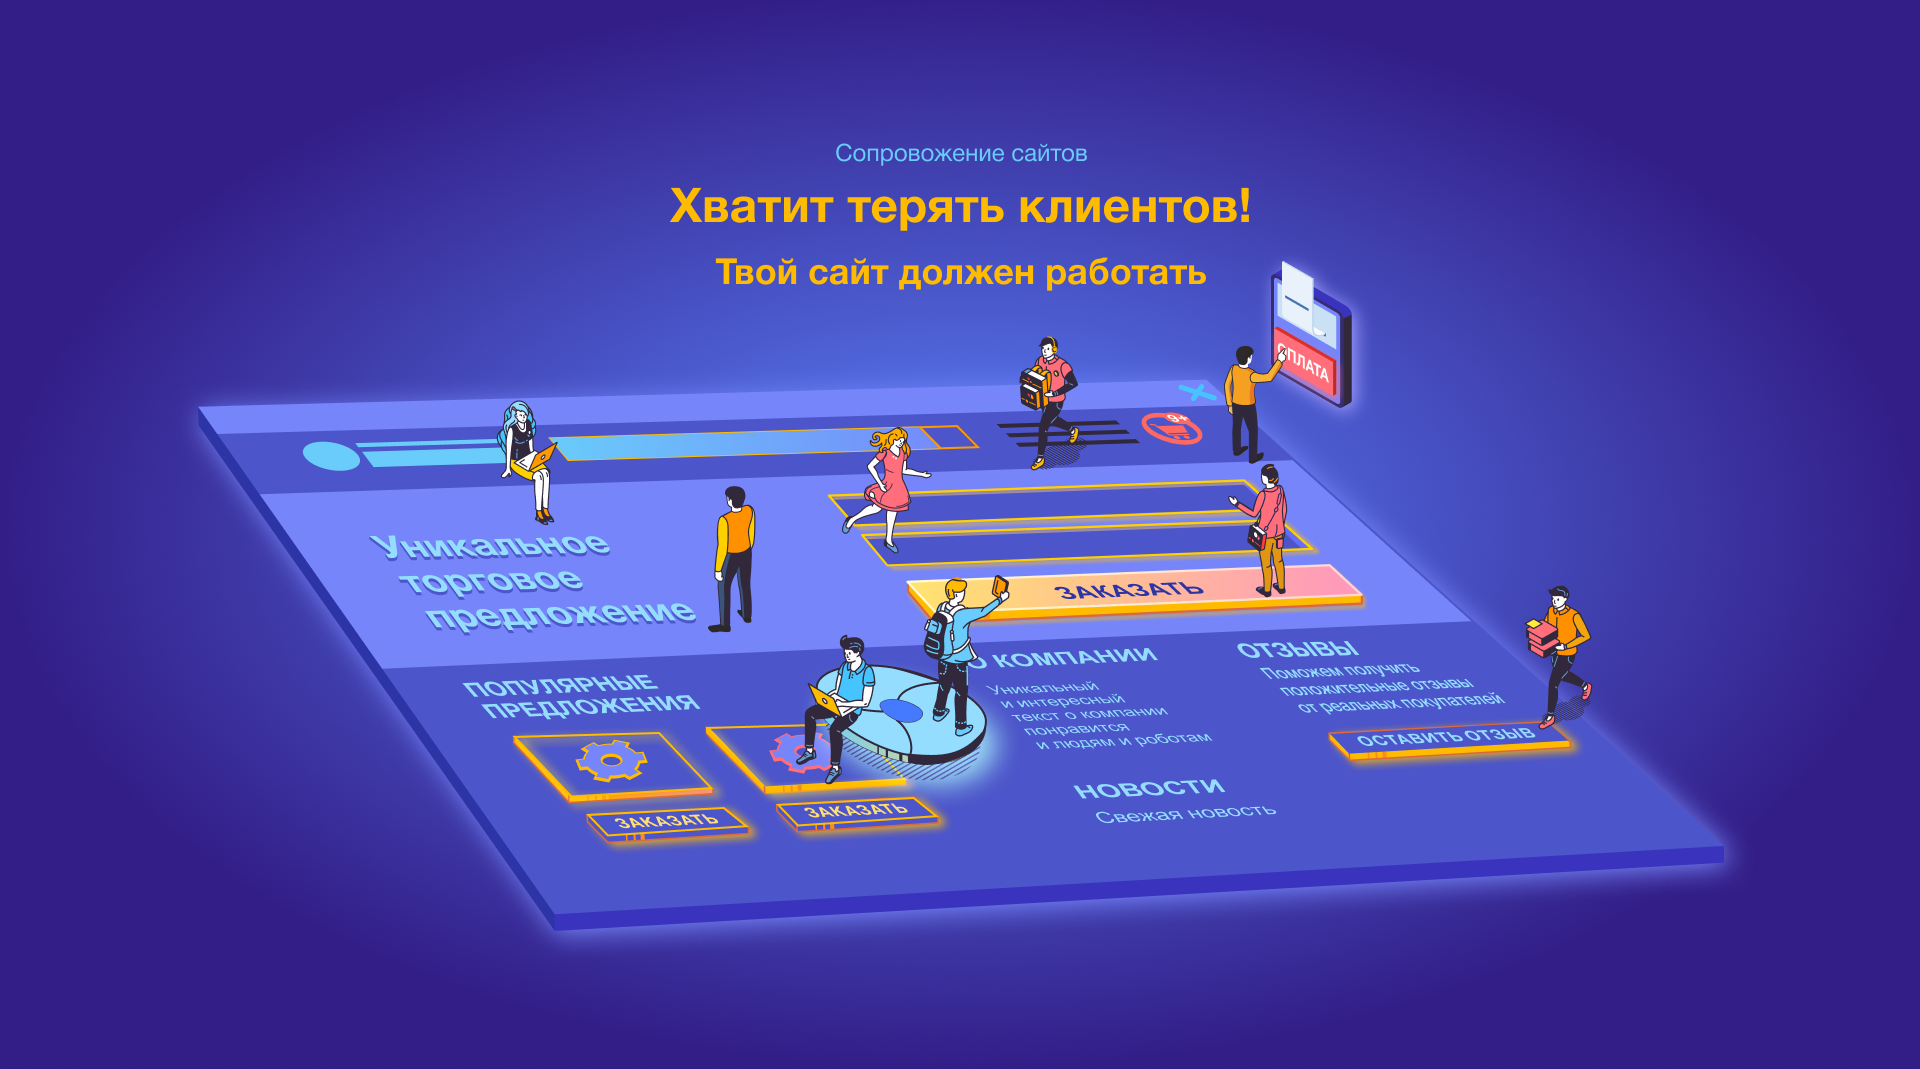 Сопровожение сайтов
Хватит терять клиентов!
Твой сайт должен работать
ОПЛАТА
9+
Уникальное
торговое
предложение
ЗАКАЗАТЬ
ПОПУЛЯРНЫЕ
ПРЕДЛОЖЕНИЯ
ЗАКАЗАТЬ
ЗАКАЗАТЬ
О КОМПАНИИ
Уникальный
и интересный
текст о компании
понравится
и людям и роботам
НОВОСТИ
Свежая новость
ОТЗЫВЫ
Поможем получить
положительные отзывы
от реальных покупателей
ОСТАВИТЬ ОТЗЫВ